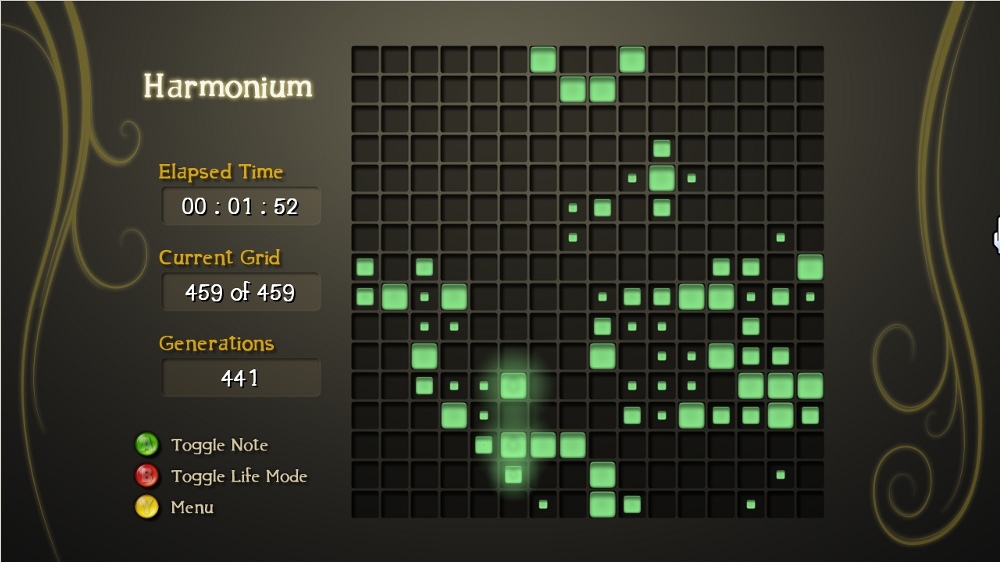 Harmonium
Elapsed Time
00 : 01 : 52
Current Grid
459 of 459
Generations
441
A Toggle Note
B Toggle Life Mode
Y Menu